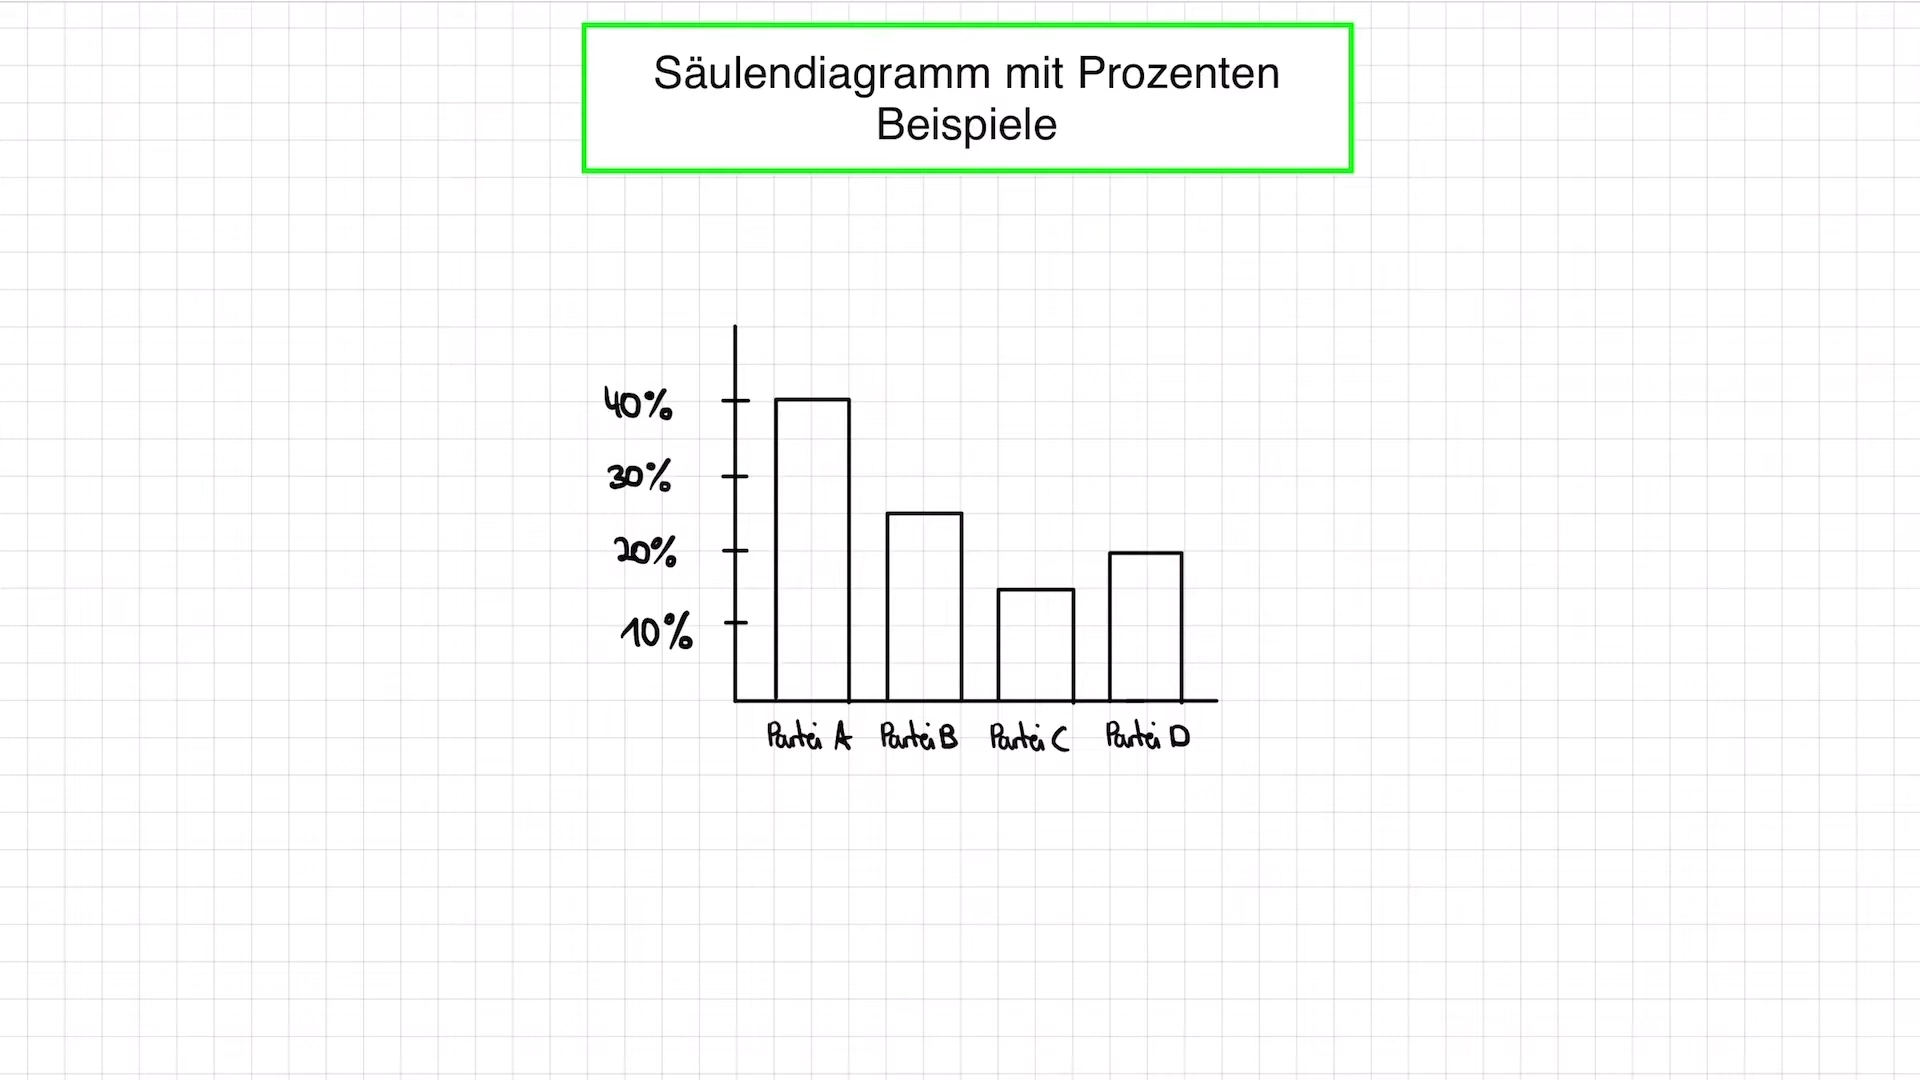 Säulendiagramm mit Prozenten
Beispiele
40%
30%
20%
10%
Partei A Partei B Partei C Partei D